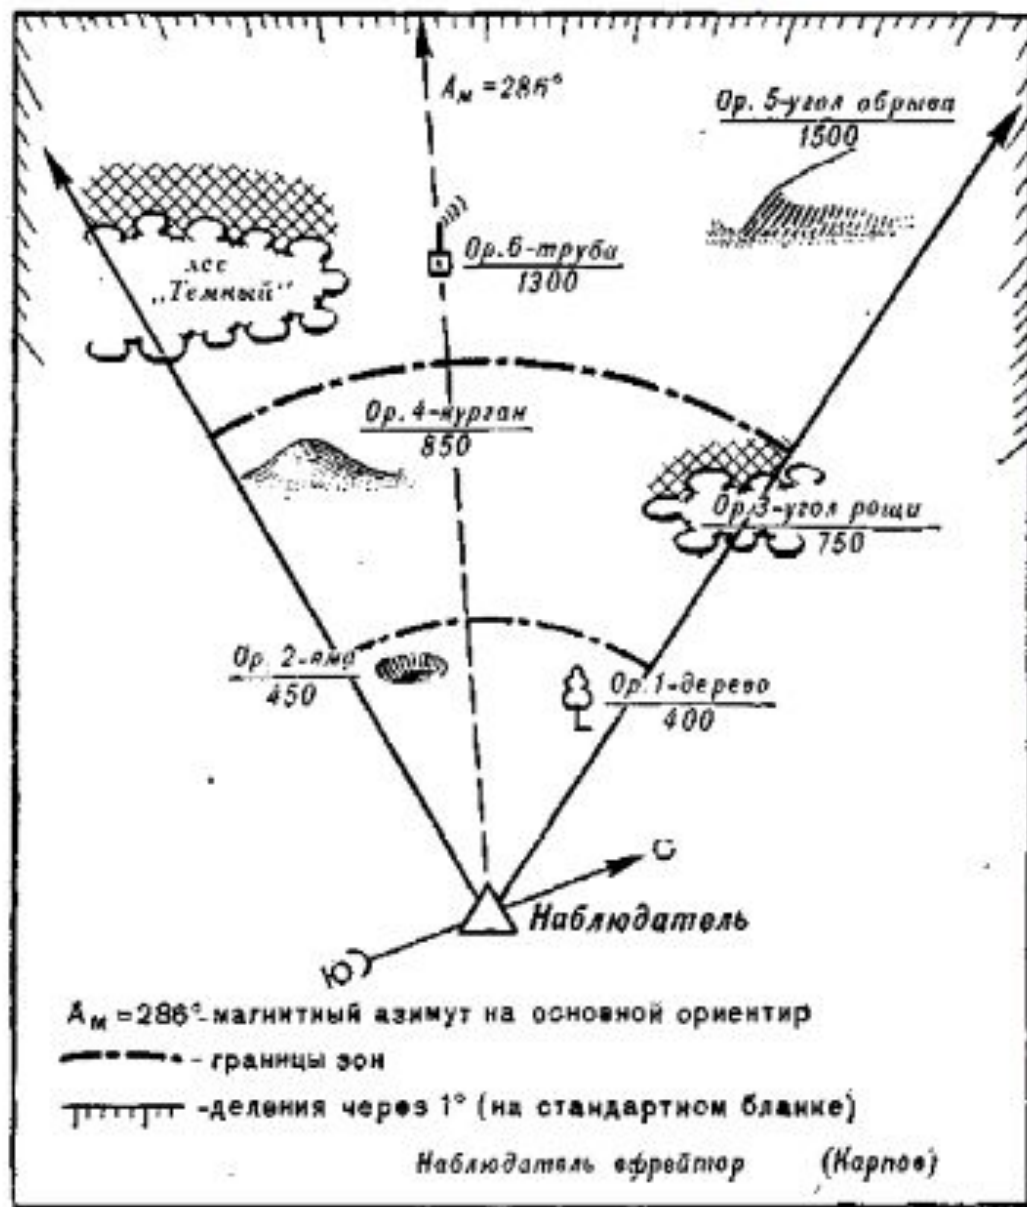 Ам = 286°
Ор. 5-угол обрыва
1500
лес
„Темный"
Ор. 6-труба
1300
Ор. 4-курган
850
Ор. 3-угол рощи
750
Ор. 2-яма
450
Ор. 1-дерево
400
С
Наблюдатель
Ю
Ам = 286°- магнитный азимут на основной ориентир
- границы зон
-деления через 1° (на стандартном бланке)
Наблюдатель ефрейтор (Карпов)